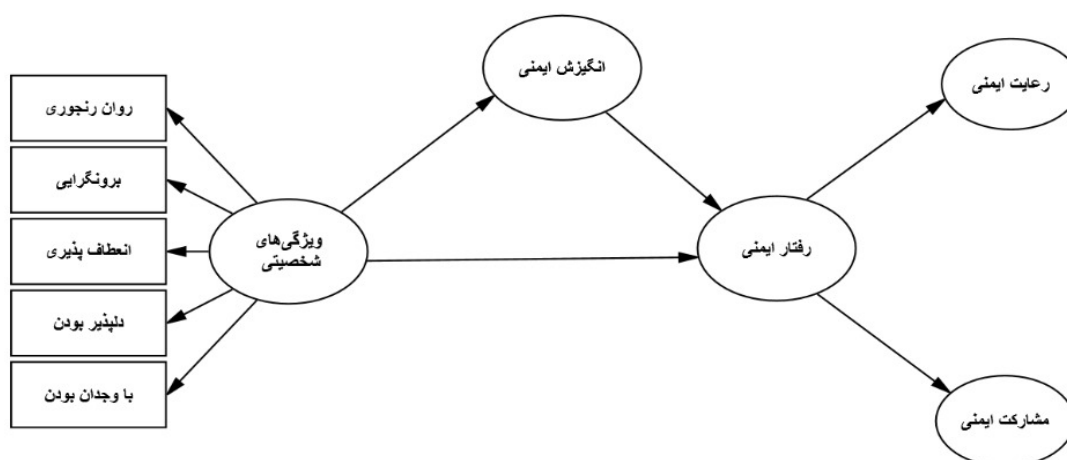 انگیزش ایمنی
رعایت ایمنی
روان رنجوری
برونگرایی
انعطاف پذیری
دلپذیر بودن
با وجدان بودن
ویژگی‌های
شخصیتی
رفتار ایمنی
مشارکت ایمنی